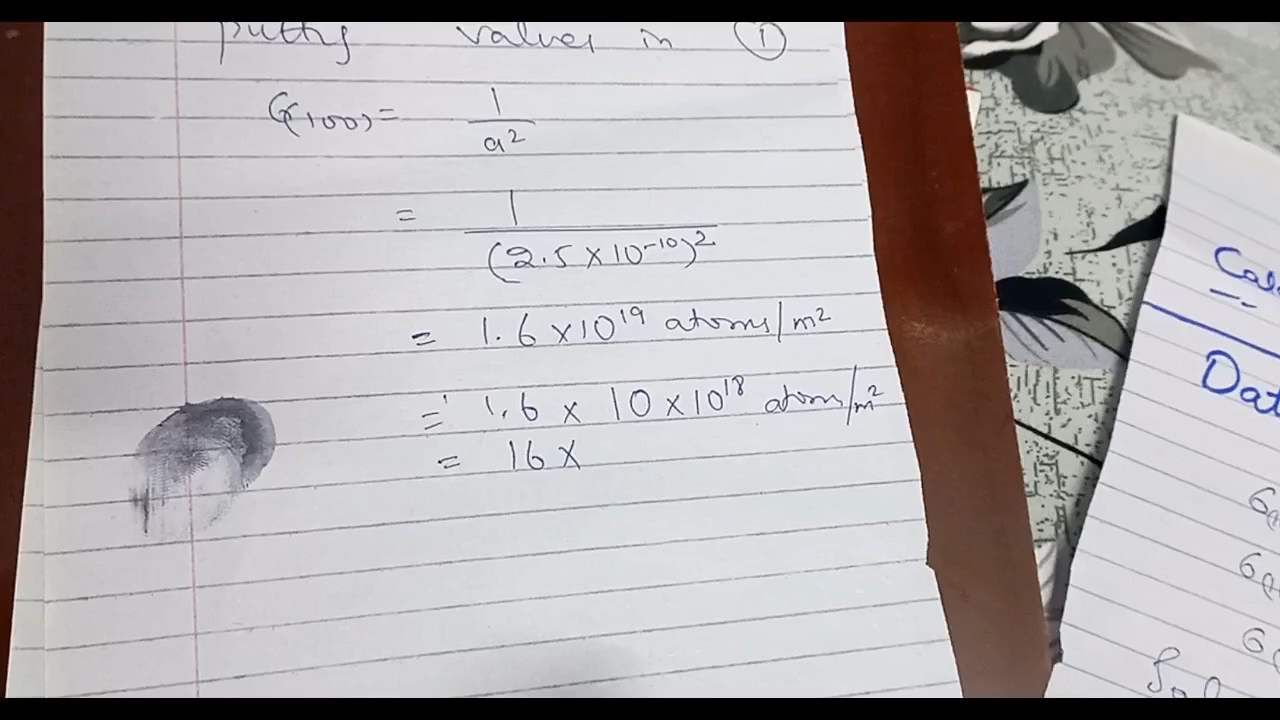 putting values in ①
σ(100) = 1/a²
= 1/(2.5 × 10⁻¹⁰)²
= 1.6 × 10¹⁹ atoms/m²
= 1.6 × 10 × 10¹⁸ atoms/m²
= 16 ×
Dat
σ(
σ(
σ(